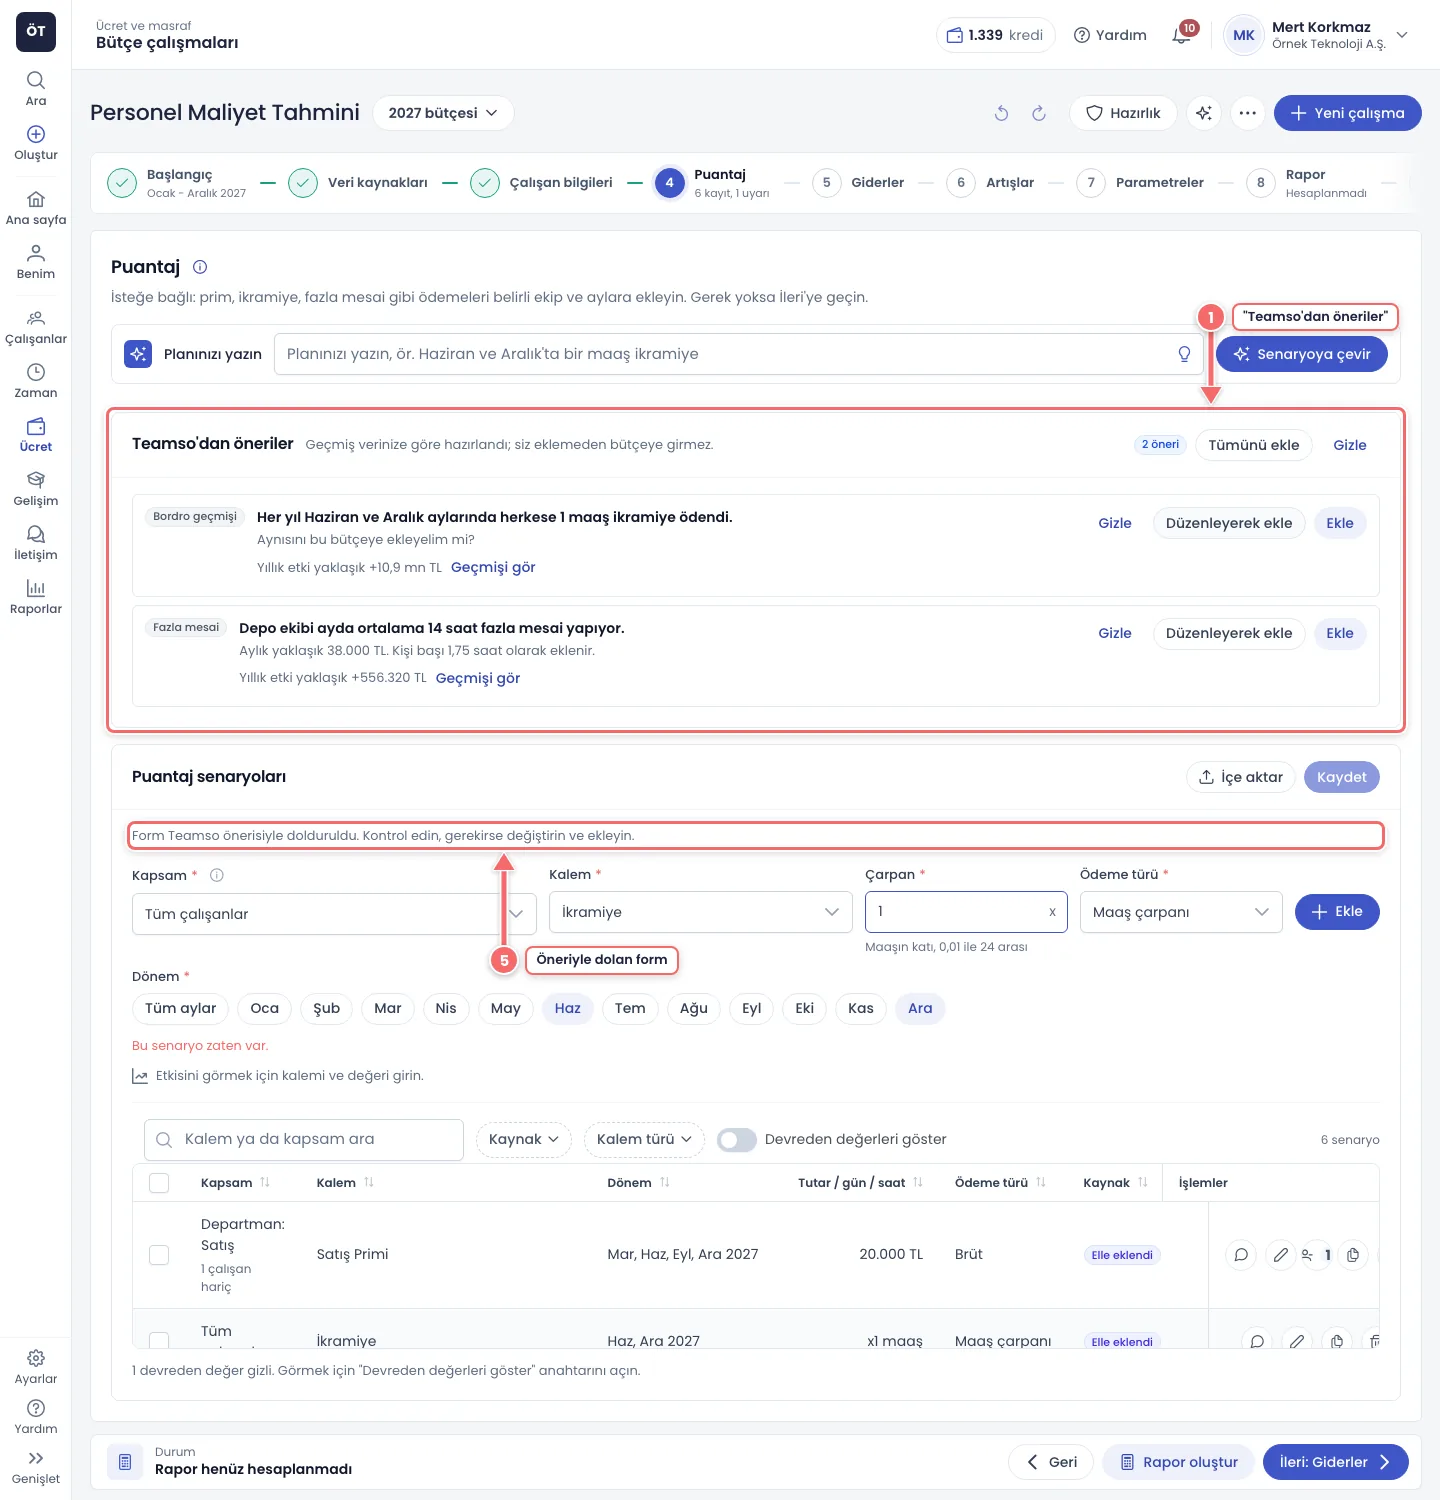 ÖT
Ara
Oluştur
Ana sayfa
Benim
Çalışanlar
Zaman
Ücret
Gelişim
İletişim
Raporlar
Ayarlar
Yardım
Genişlet
Ücret ve masraf
Bütçe çalışmaları
1.339 kredi
Yardım
10
MK
Mert Korkmaz
Örnek Teknoloji A.Ş.
Personel Maliyet Tahmini
2027 bütçesi
Hazırlık
Yeni çalışma
Başlangıç
Ocak - Aralık 2027
Veri kaynakları
Çalışan bilgileri
4
Puantaj
6 kayıt, 1 uyarı
5
Giderler
6
Artışlar
7
Parametreler
8
Rapor
Hesaplanmadı
Puantaj
İsteğe bağlı: prim, ikramiye, fazla mesai gibi ödemeleri belirli ekip ve aylara ekleyin. Gerek yoksa İleri'ye geçin.
1
"Teamso'dan öneriler"
Planınızı yazın
Planınızı yazın, ör. Haziran ve Aralık'ta bir maaş ikramiye
Senaryoya çevir
Teamso'dan öneriler
Geçmiş verinize göre hazırlandı; siz eklemeden bütçeye girmez.
2 öneri
Tümünü ekle
Gizle
Bordro geçmişi
Her yıl Haziran ve Aralık aylarında herkese 1 maaş ikramiye ödendi.
Aynısını bu bütçeye ekleyelim mi?
Yıllık etki yaklaşık +10,9 mn TL
Geçmişi gör
Gizle
Düzenleyerek ekle
Ekle
Fazla mesai
Depo ekibi ayda ortalama 14 saat fazla mesai yapıyor.
Aylık yaklaşık 38.000 TL. Kişi başı 1,75 saat olarak eklenir.
Yıllık etki yaklaşık +556.320 TL
Geçmişi gör
Gizle
Düzenleyerek ekle
Ekle
Puantaj senaryoları
İçe aktar
Kaydet
Form Teamso önerisiyle dolduruldu. Kontrol edin, gerekirse değiştirin ve ekleyin.
Kapsam *
Tüm çalışanlar
Kalem *
İkramiye
Çarpan *
1
x
Maaşın katı, 0,01 ile 24 arası
Ödeme türü *
Maaş çarpanı
Ekle
5
Öneriyle dolan form
Dönem *
Tüm aylar
Oca
Şub
Mar
Nis
May
Haz
Tem
Ağu
Eyl
Eki
Kas
Ara
Bu senaryo zaten var.
Etkisini görmek için kalemi ve değeri girin.
Kalem ya da kapsam ara
Kaynak
Kalem türü
Devreden değerleri göster
6 senaryo
Kapsam
Kalem
Dönem
Tutar / gün / saat
Ödeme türü
Kaynak
İşlemler
Departman:
Satış
1 çalışan
hariç
Satış Primi
Mar, Haz, Eyl, Ara 2027
20.000 TL
Brüt
Elle eklendi
1
Tüm
İkramiye
Haz, Ara 2027
x1 maaş
Maaş çarpanı
Elle eklendi
1 devreden değer gizli. Görmek için "Devreden değerleri göster" anahtarını açın.
Durum
Rapor henüz hesaplanmadı
Geri
Rapor oluştur
İleri: Giderler